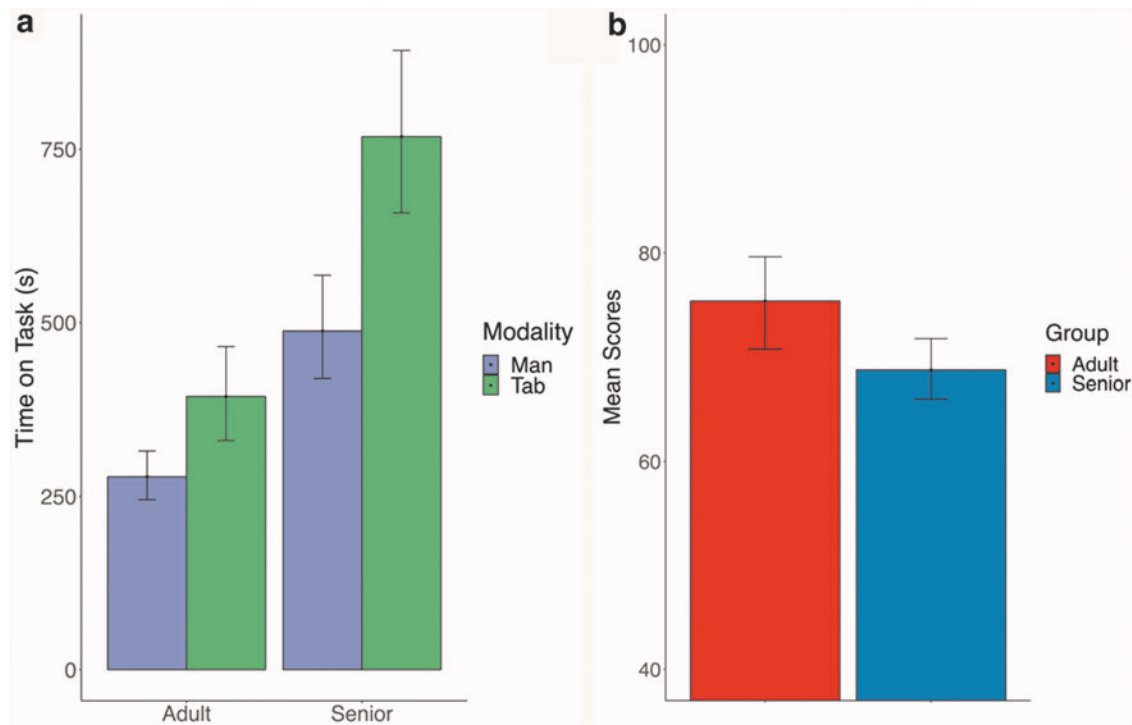 a
Time on Task (s)
750
500
250
0
Adult
Senior
Modality
Man
Tab
b
Mean Scores
100
80
60
40
Group
Adult
Senior